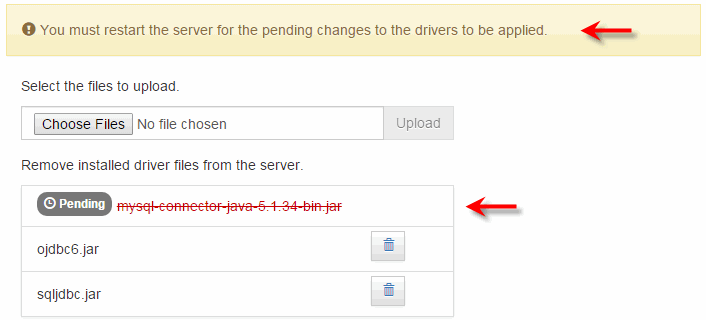 You must restart the server for the pending changes to the drivers to be applied.
Select the files to upload.
Choose Files No file chosen Upload
Remove installed driver files from the server.
Pending mysql-connector-java-5.1.34-bin.jar
ojdbc6.jar
sqljdbc.jar